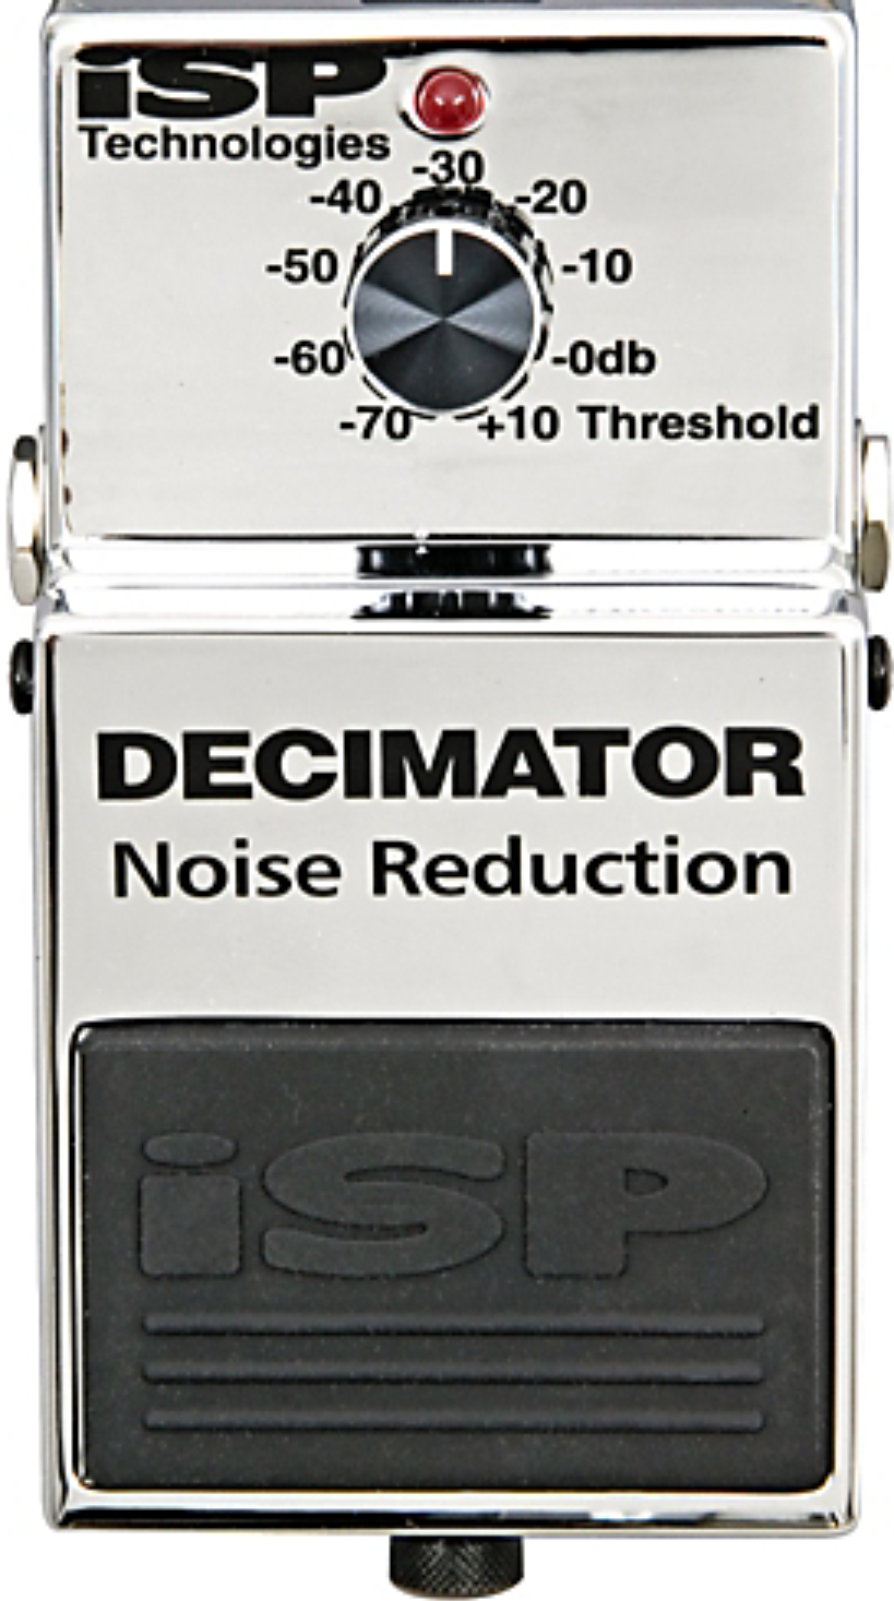 iSP
Technologies
-30
-40 -20
-50 -10
-60 -0db
-70 +10 Threshold
DECIMATOR
Noise Reduction
iSP